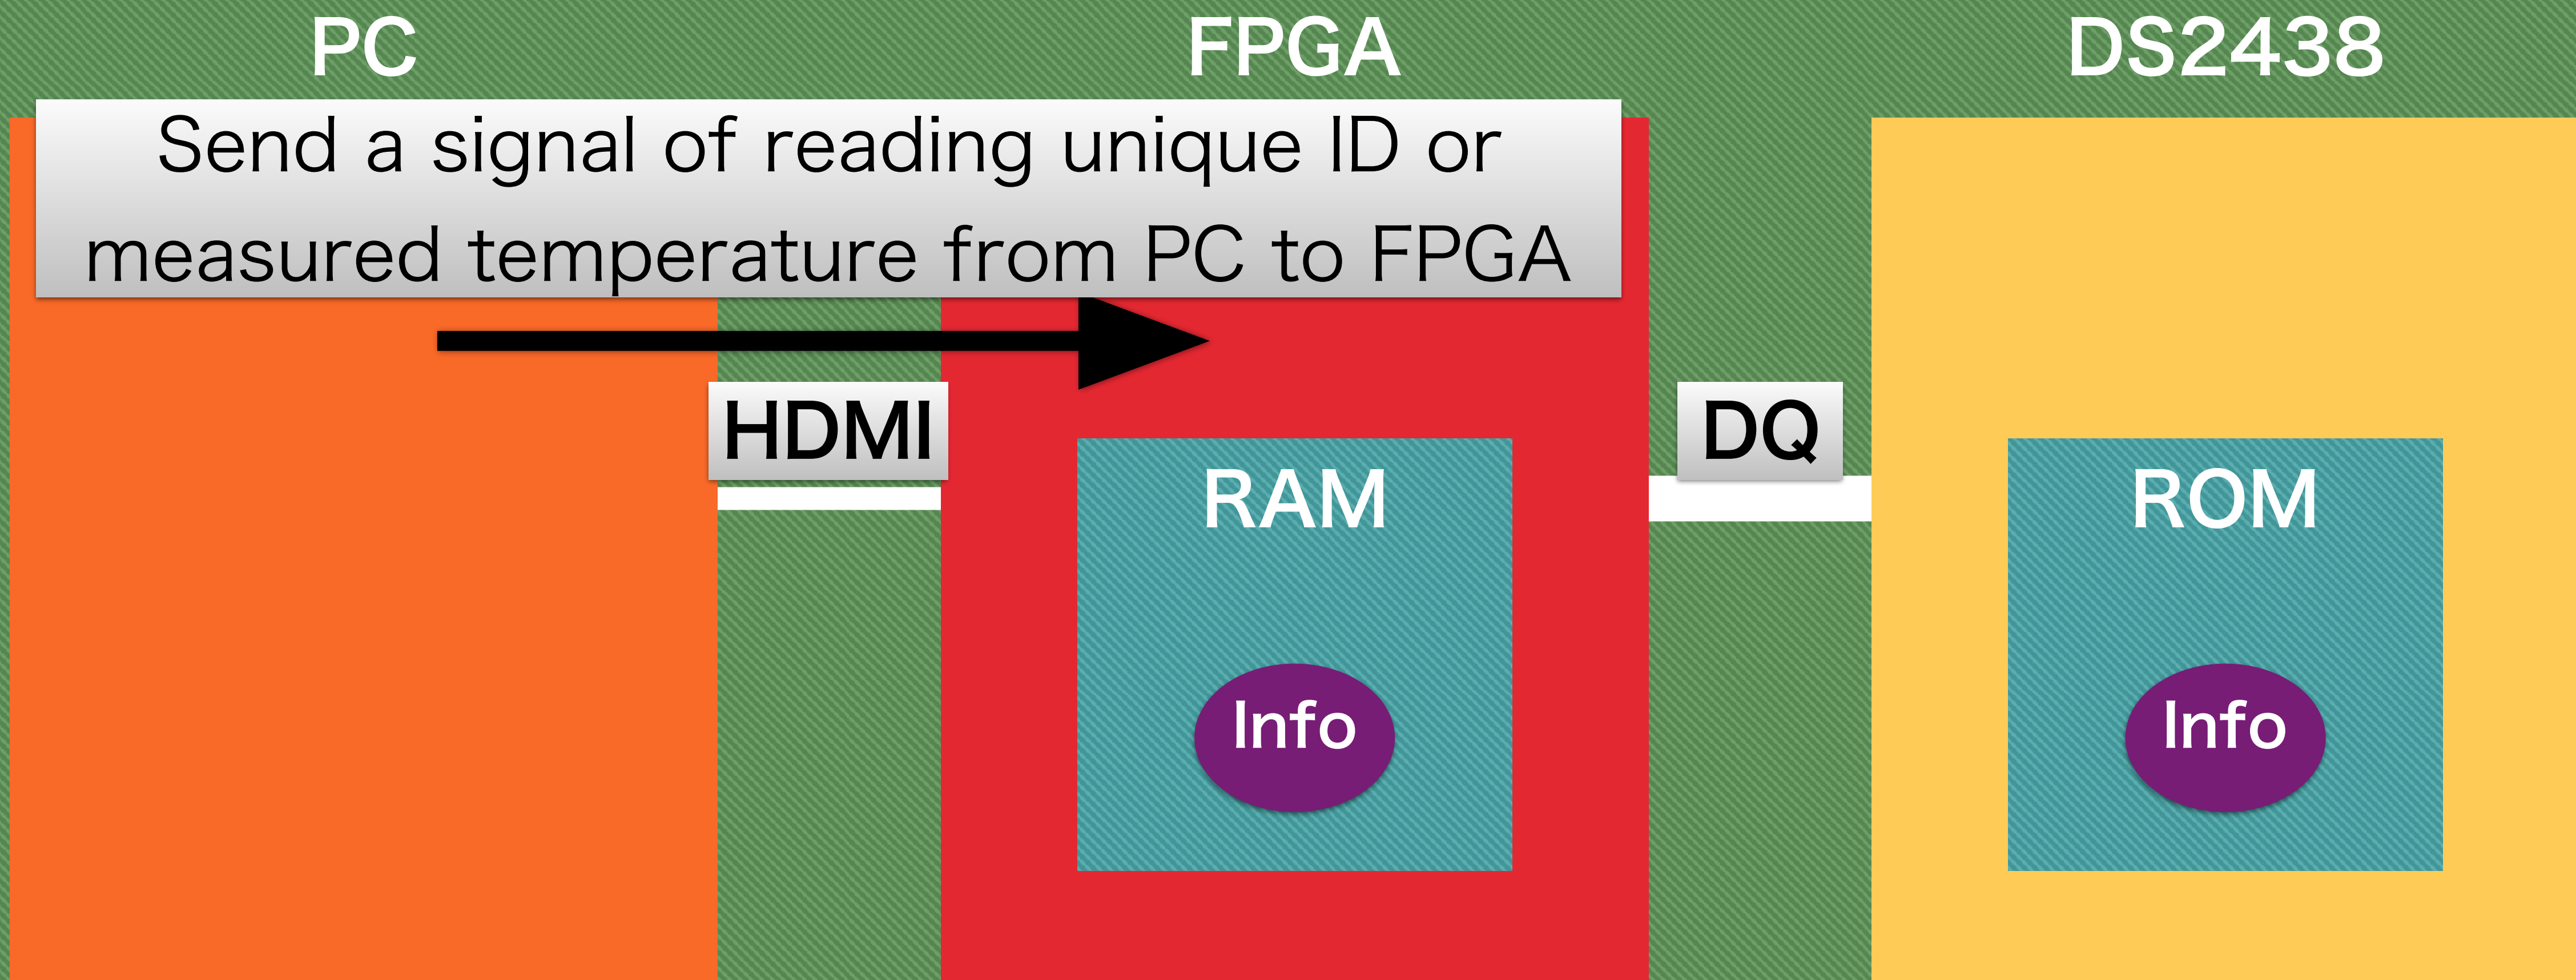 PC
FPGA
DS2438
Send a signal of reading unique ID or
measured temperature from PC to FPGA
HDMI
DQ
RAM
ROM
Info
Info